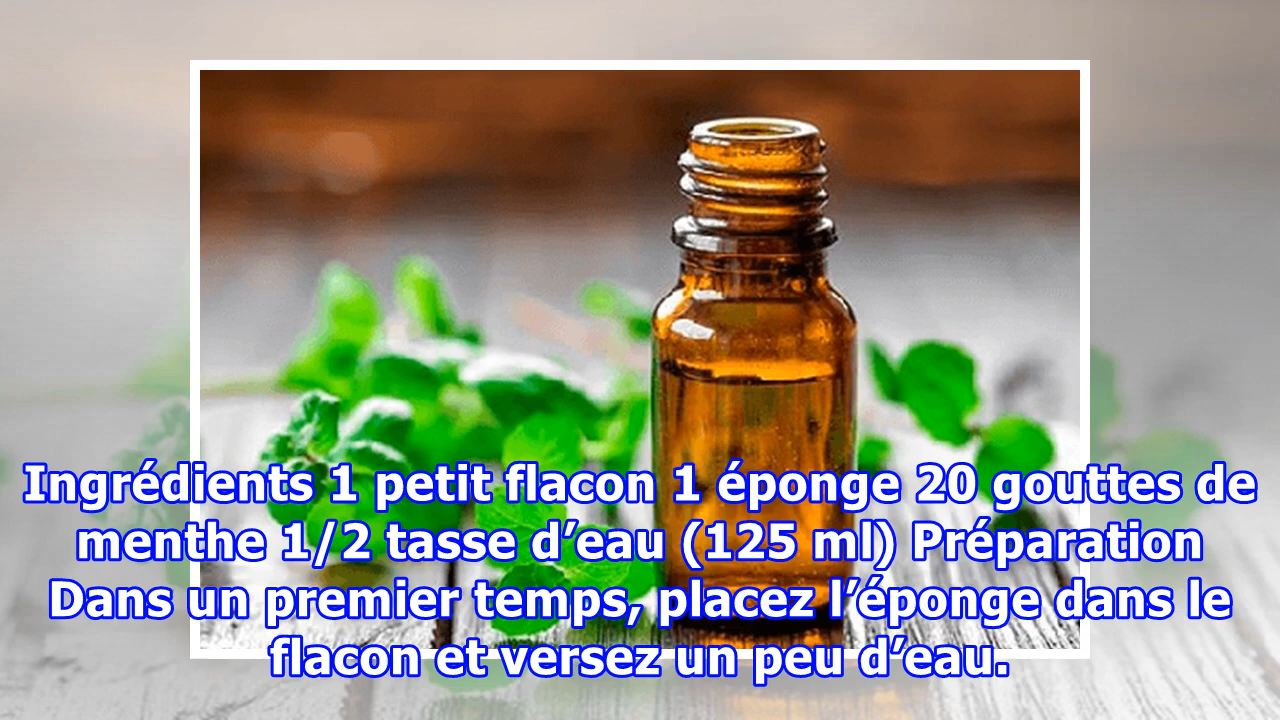 Ingrédients 1 petit flacon 1 éponge 20 gouttes de
menthe 1/2 tasse d’eau (125 ml) Préparation
Dans un premier temps, placez l’éponge dans le
flacon et versez un peu d’eau.